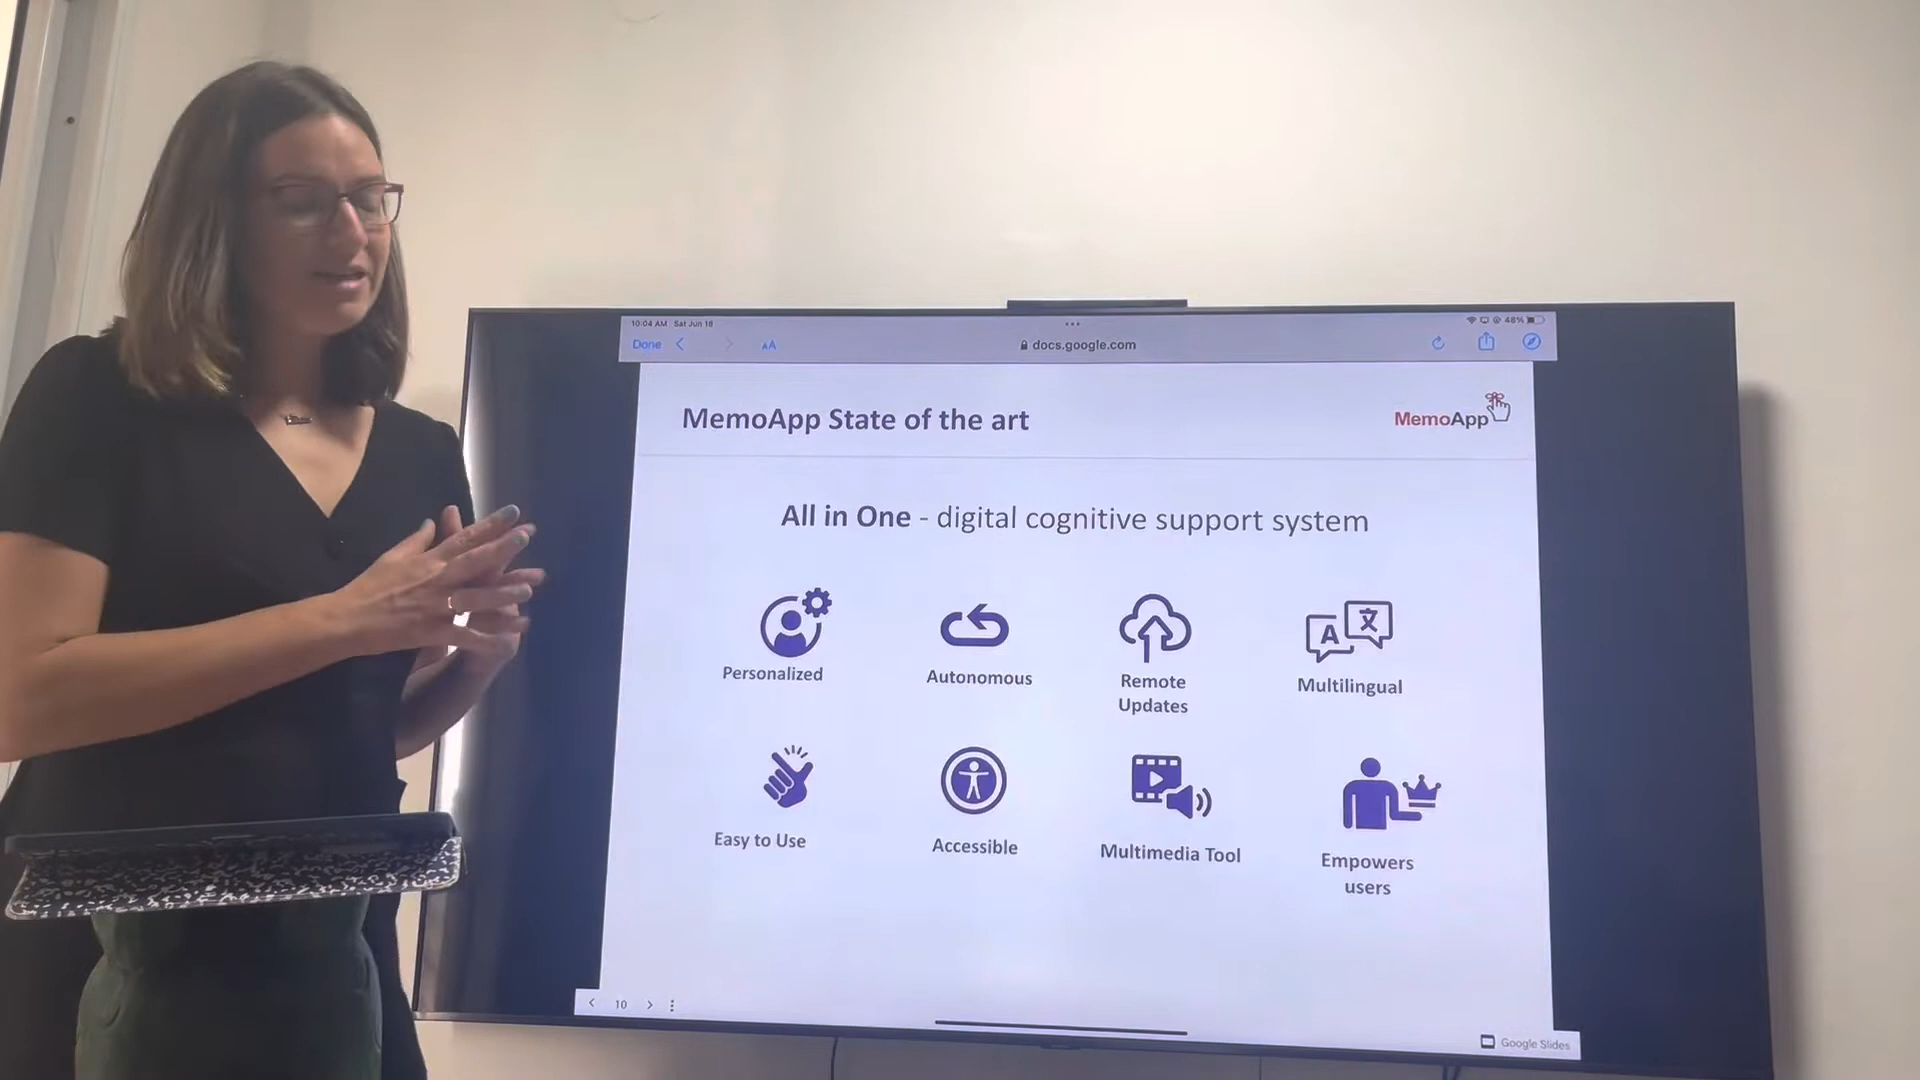 10:04 AM Sat Jun 18
48%
Done
AA
docs.google.com
MemoApp State of the art
MemoApp
All in One - digital cognitive support system
A 文
Personalized
Autonomous
Remote
Updates
Multilingual
Easy to Use
Accessible
Multimedia Tool
Empowers
users
10
Google Slides